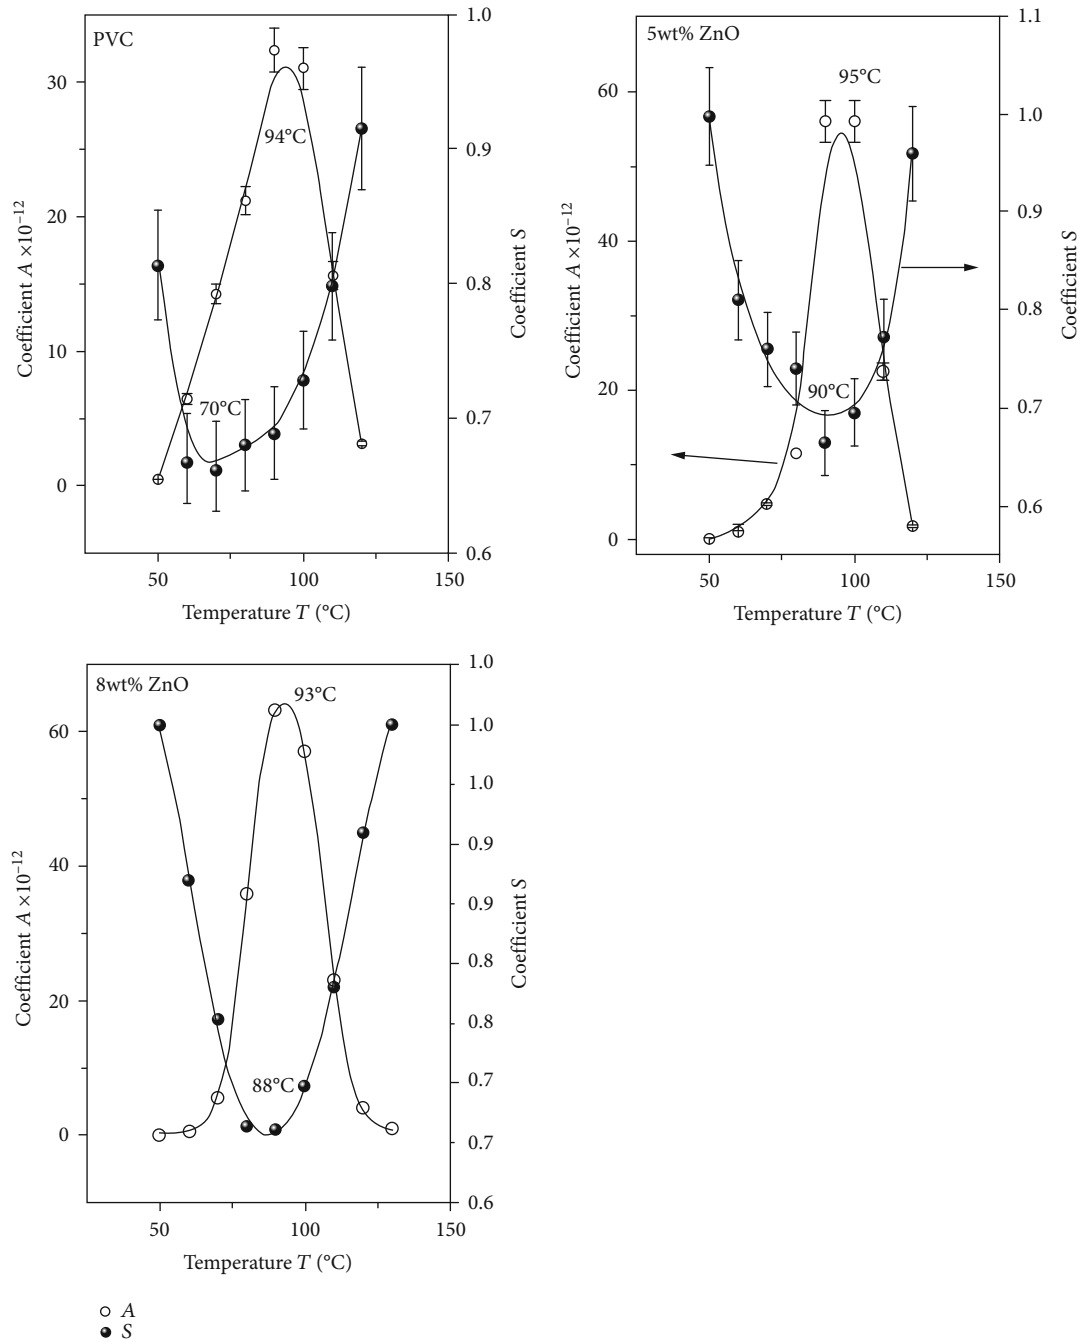 PVC
94°C
70°C
30
20
10
0
1.0
0.9
0.8
0.7
0.6
50
100
150
Coefficient A ×10⁻¹²
Coefficient S
Temperature T (°C)
5wt% ZnO
95°C
90°C
60
40
20
0
1.1
1.0
0.9
0.8
0.7
0.6
50
100
150
Coefficient A ×10⁻¹²
Coefficient S
Temperature T (°C)
8wt% ZnO
93°C
88°C
60
40
20
0
1.0
1.0
1.0
0.9
0.9
0.8
0.8
0.7
0.7
0.6
50
100
150
Coefficient A ×10⁻¹²
Coefficient S
Temperature T (°C)
A
S